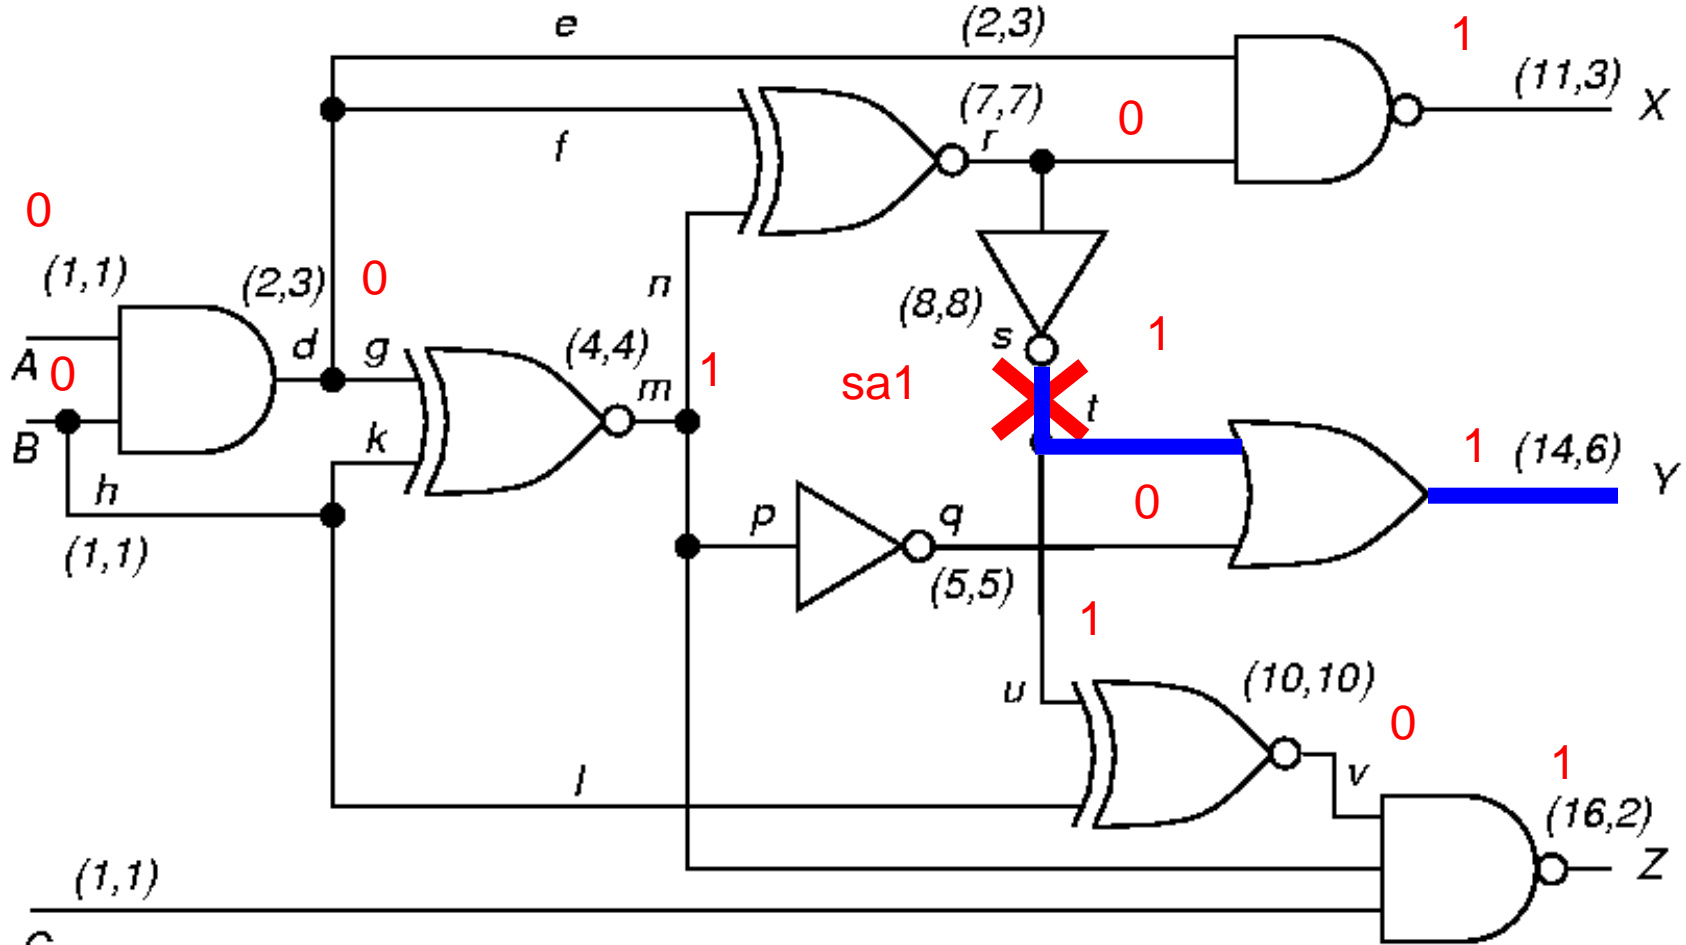 e
(2,3)
1
(11,3)
X
(7,7)
r
0
f
0
(1,1)
(2,3)
0
n
(8,8)
s
1
A
0
d
g
(4,4)
m
1
sa1
t
B
k
1
(14,6)
Y
h
(1,1)
p
q
0
(5,5)
1
u
(10,10)
0
l
v
1
(16,2)
Z
(1,1)
C